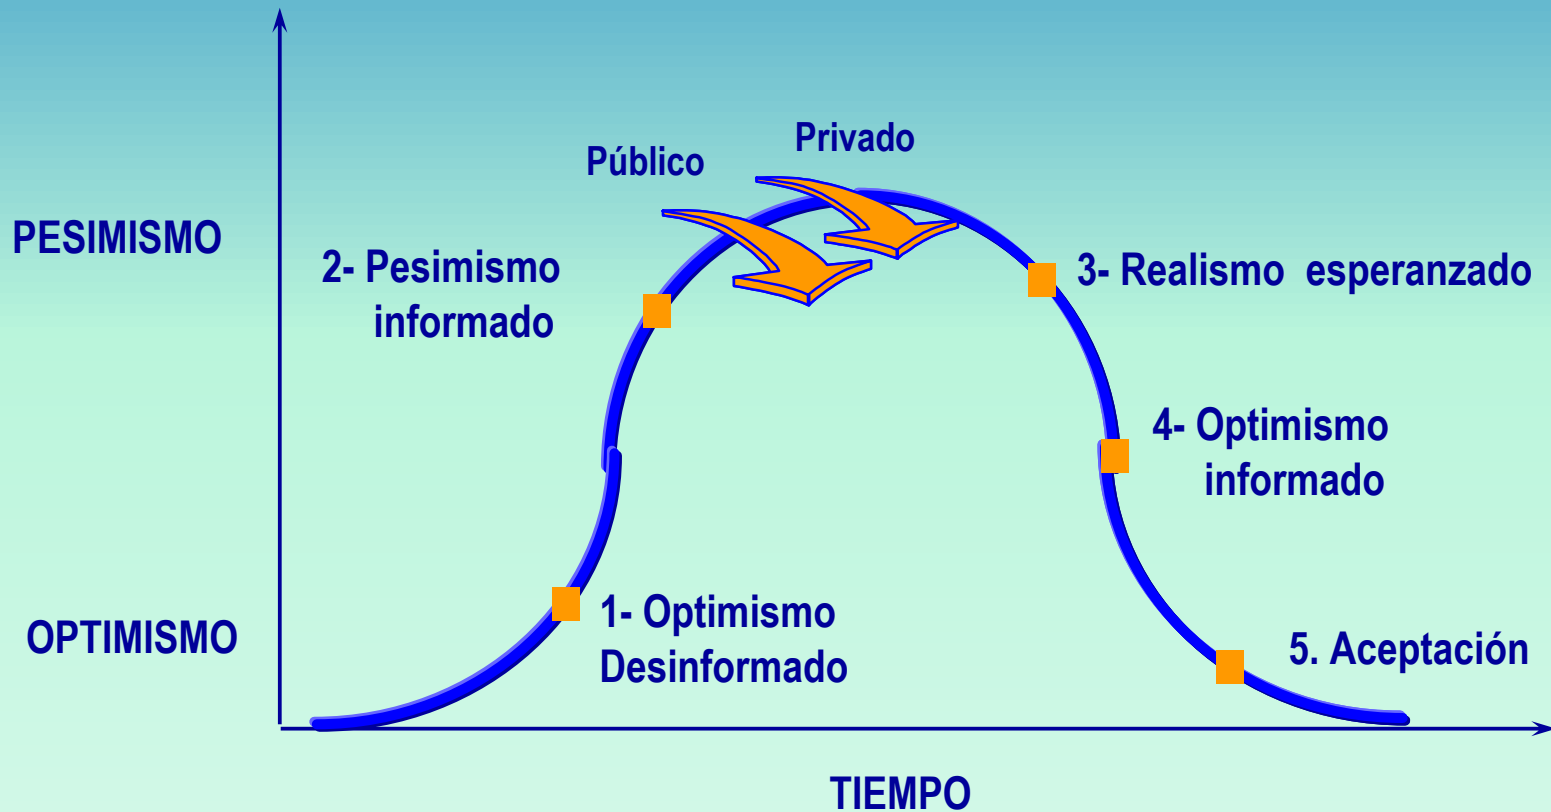 Privado
Público
PESIMISMO
2- Pesimismo
informado
3- Realismo esperanzado
4- Optimismo
informado
1- Optimismo
Desinformado
OPTIMISMO
5. Aceptación
TIEMPO